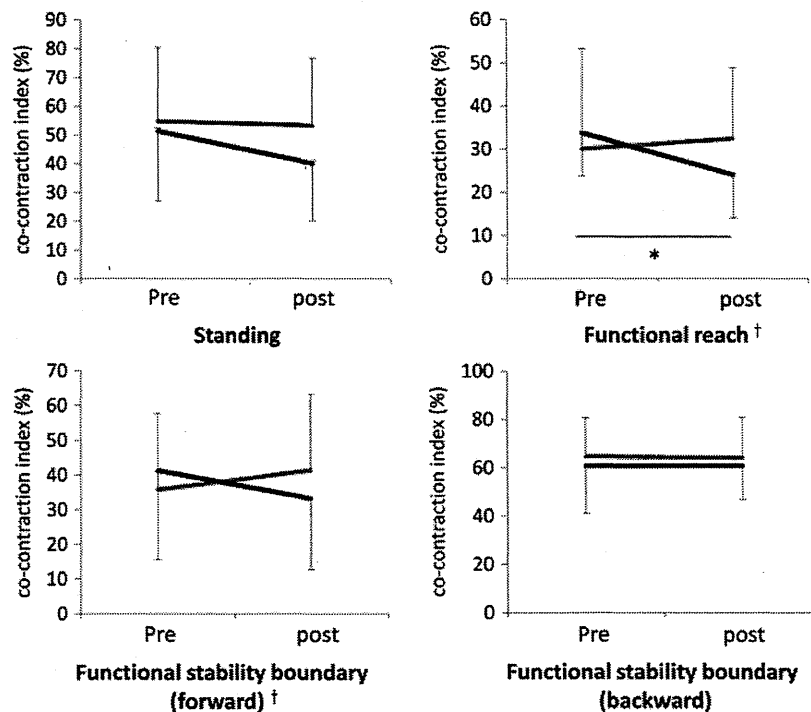 co-contraction index (%)
90
80
70
60
50
40
30
20
10
0
Pre
post
Standing
co-contraction index (%)
60
50
40
30
20
10
0
*
Pre
post
Functional reach †
co-contraction index (%)
70
60
50
40
30
20
10
0
Pre
post
Functional stability boundary
(forward) †
co-contraction index (%)
100
80
60
40
20
0
Pre
post
Functional stability boundary
(backward)